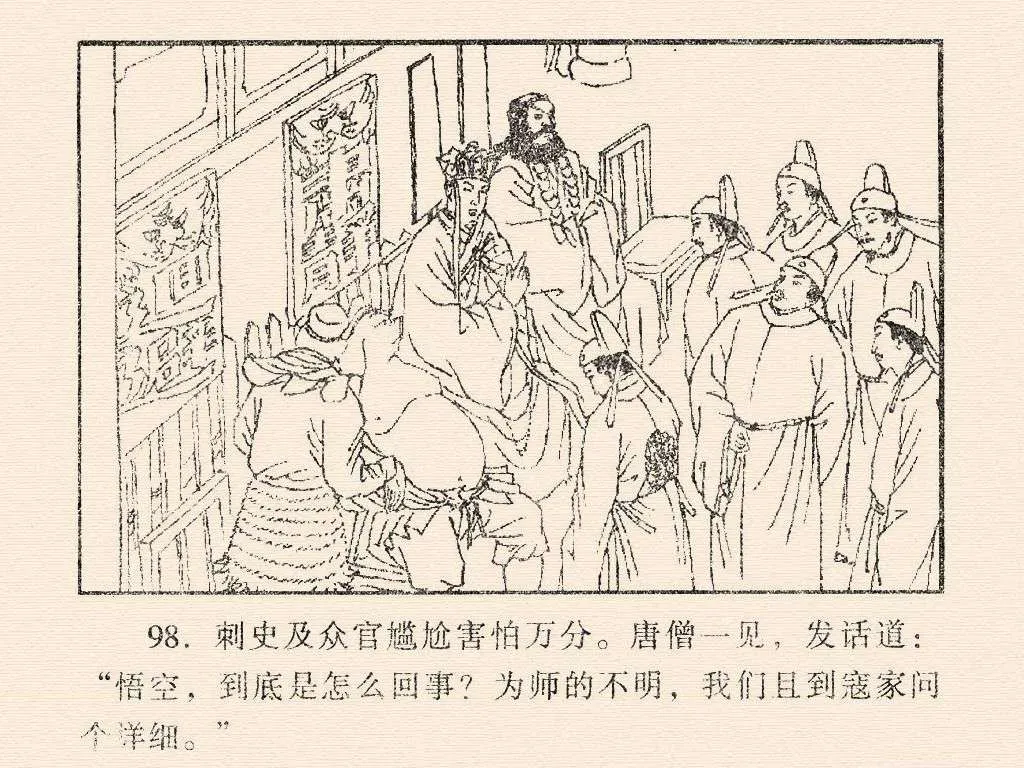 98. 刺史及众官尴尬害怕万分。唐僧一见，发话道：
“悟空，到底是怎么回事？为师的不明，我们且到寇家问
个详细。”